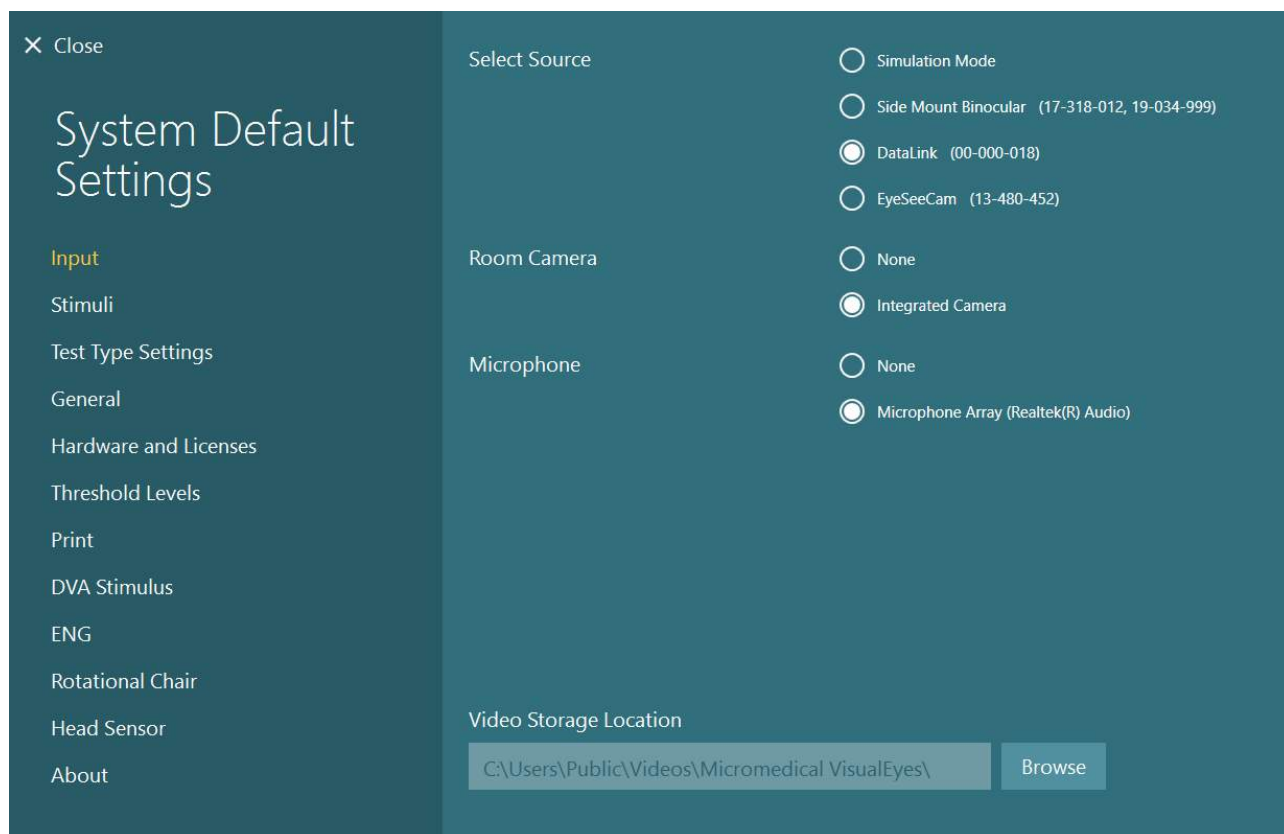 Close
System Default
Settings
Input
Stimuli
Test Type Settings
General
Hardware and Licenses
Threshold Levels
Print
DVA Stimulus
ENG
Rotational Chair
Head Sensor
About
Select Source
Simulation Mode
Side Mount Binocular (17-318-012, 19-034-999)
DataLink (00-000-018)
EyeSeeCam (13-480-452)
Room Camera
None
Integrated Camera
Microphone
None
Microphone Array (Realtek(R) Audio)
Video Storage Location
C:\Users\Public\Videos\Micromedical VisualEyes\
Browse